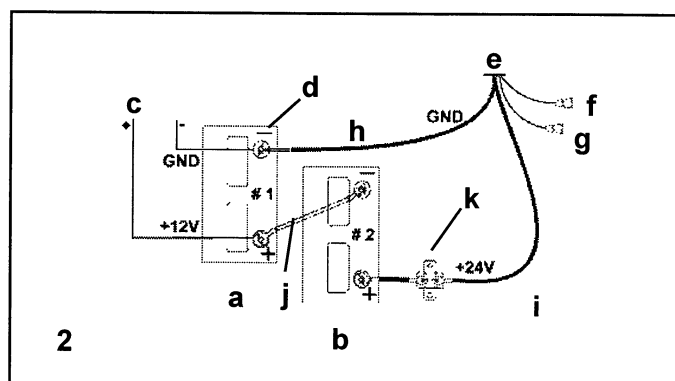 e
c
d
f
+
-
−
GND
h
g
GND
−
# 1
k
# 2
+12V
+
+24V
+
a
j
i
2
b